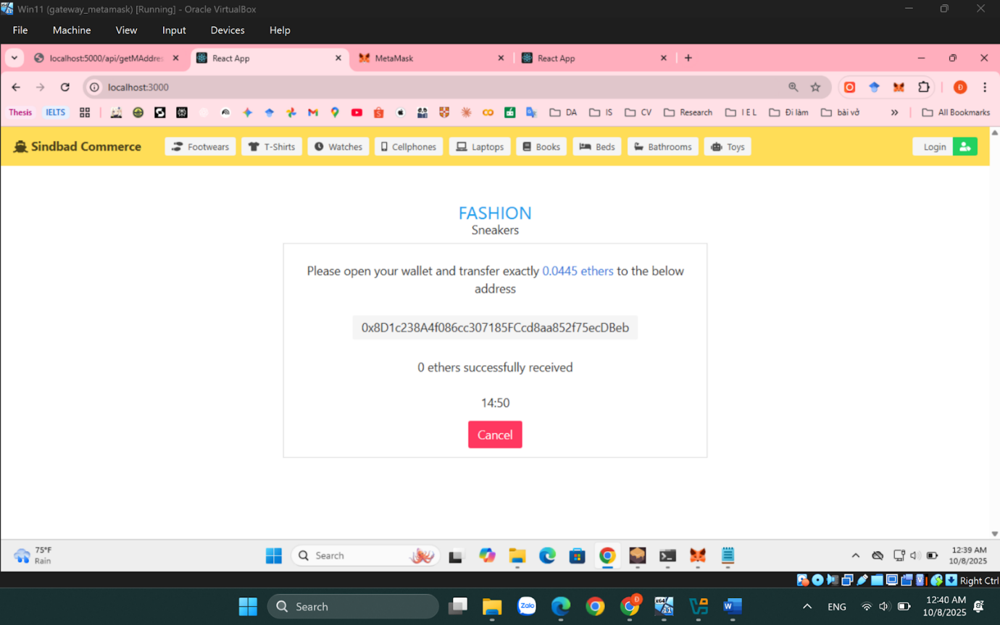 Win11 (gateway_metamask) [Running] - Oracle VirtualBox
File Machine View Input Devices Help
localhost:5000/api/getMAddres React App MetaMask React App
localhost:3000
Thesis IELTS DA IS CV Research I E L Đi làm bài vở All Bookmarks
Sindbad Commerce Footwears T-Shirts Watches Cellphones Laptops Books Beds Bathrooms Toys Login
FASHION
Sneakers
Please open your wallet and transfer exactly 0.0445 ethers to the below
address
0x8D1c238A4f086cc307185FCcd8aa852f75ecDBeb
0 ethers successfully received
14:50
Cancel
75°F
Rain
Search
12:39 AM
10/8/2025
Right Ctrl
Search
Zalo
ENG
12:40 AM
10/8/2025